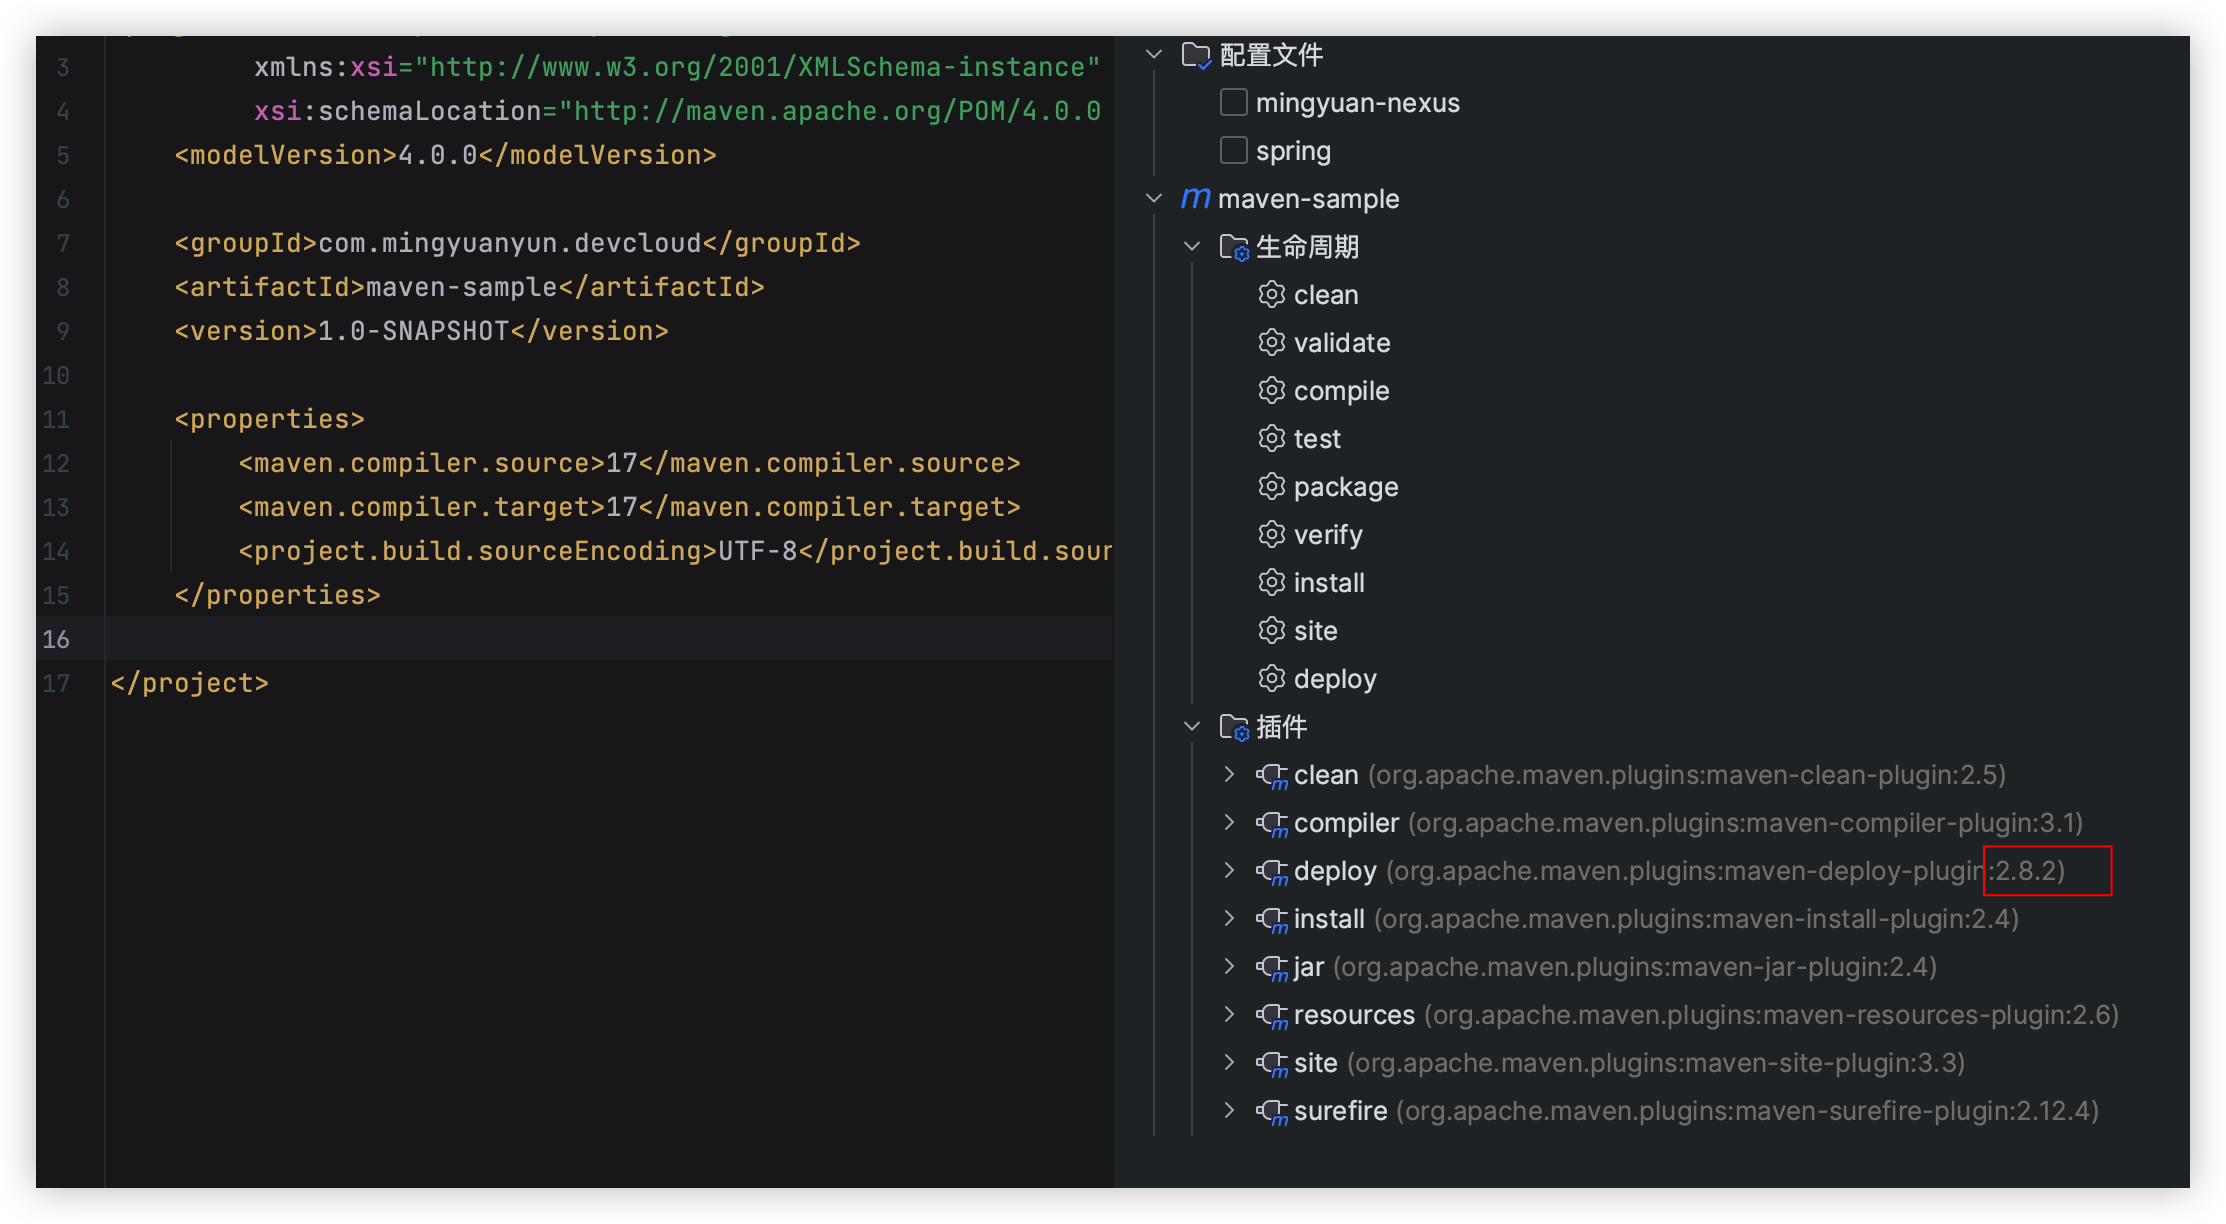 3 xmlns:xsi="http://www.w3.org/2001/XMLSchema-instance"
4 xsi:schemaLocation="http://maven.apache.org/POM/4.0.0
5 <modelVersion>4.0.0</modelVersion>
6
7 <groupId>com.mingyuanyun.devcloud</groupId>
8 <artifactId>maven-sample</artifactId>
9 <version>1.0-SNAPSHOT</version>
10
11 <properties>
12 <maven.compiler.source>17</maven.compiler.source>
13 <maven.compiler.target>17</maven.compiler.target>
14 <project.build.sourceEncoding>UTF-8</project.build.sour
15 </properties>
16
17 </project>
配置文件
mingyuan-nexus
spring
maven-sample
生命周期
clean
validate
compile
test
package
verify
install
site
deploy
插件
clean (org.apache.maven.plugins:maven-clean-plugin:2.5)
compiler (org.apache.maven.plugins:maven-compiler-plugin:3.1)
deploy (org.apache.maven.plugins:maven-deploy-plugin:2.8.2)
install (org.apache.maven.plugins:maven-install-plugin:2.4)
jar (org.apache.maven.plugins:maven-jar-plugin:2.4)
resources (org.apache.maven.plugins:maven-resources-plugin:2.6)
site (org.apache.maven.plugins:maven-site-plugin:3.3)
surefire (org.apache.maven.plugins:maven-surefire-plugin:2.12.4)